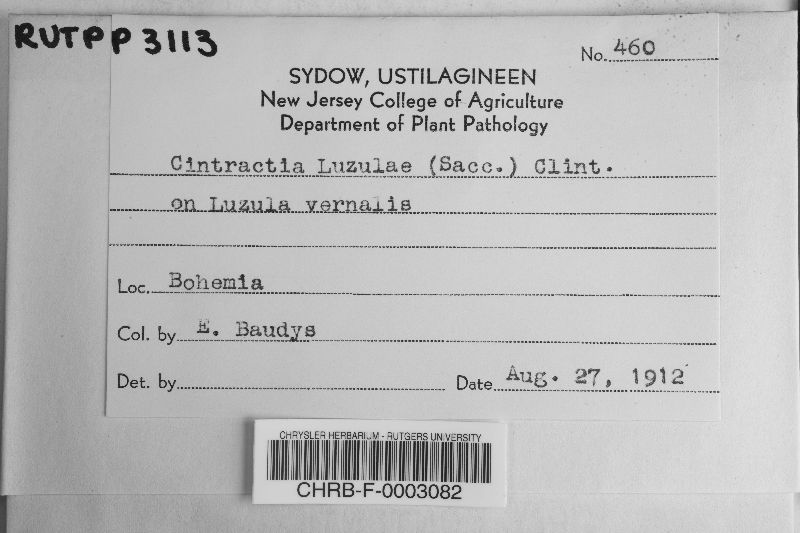 RUTPP 3113
No. 460
SYDOW, USTILAGINEEN
New Jersey College of Agriculture
Department of Plant Pathology
Cintractia Luzulae (Sacc.) Clint.
on Luzula vernalis
Loc. Bohemia
Col. by E. Baudys
Det. by
Date Aug. 27, 1912
CHRYSLER HERBARIUM - RUTGERS UNIVERSITY
CHRB-F-0003082